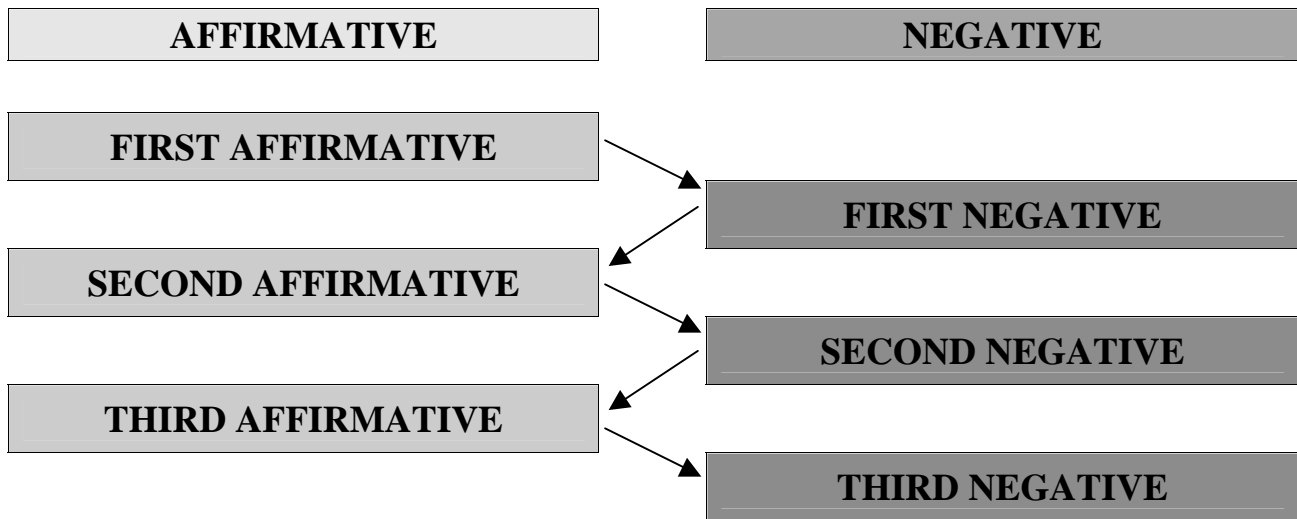 AFFIRMATIVE
NEGATIVE
FIRST AFFIRMATIVE
FIRST NEGATIVE
SECOND AFFIRMATIVE
SECOND NEGATIVE
THIRD AFFIRMATIVE
THIRD NEGATIVE